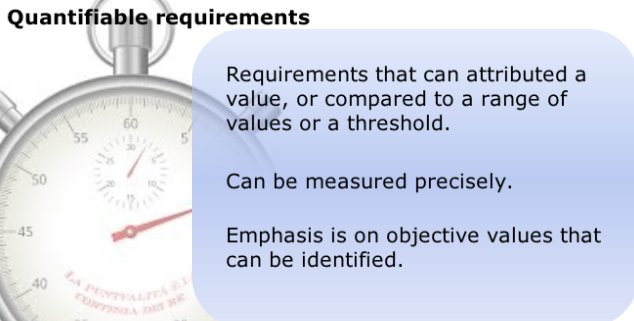 Quantifiable requirements
Requirements that can attributed a
value, or compared to a range of
values or a threshold.
Can be measured precisely.
Emphasis is on objective values that
can be identified.
60
55
5
50
45
40
30
25
20
10
15
LA PUNTUALITÁ É L
CORTESIA DEI RE